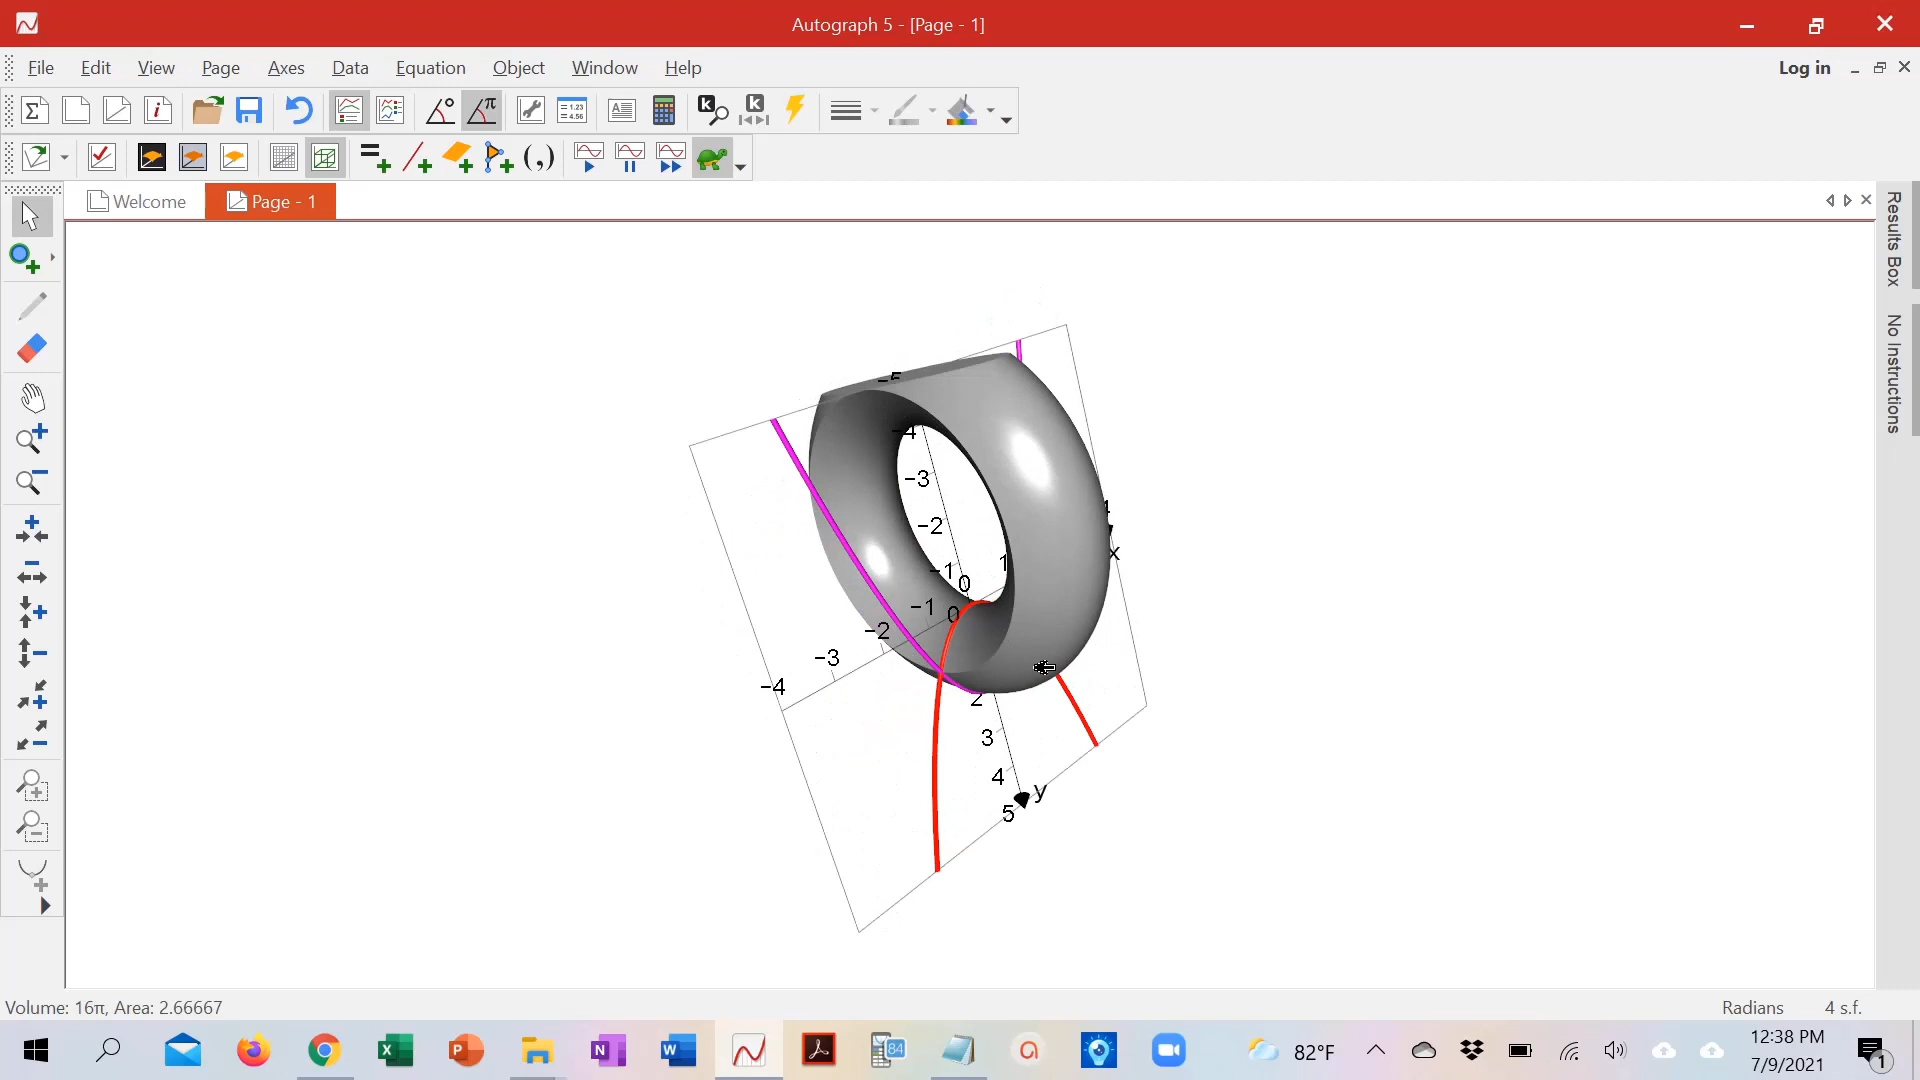 Autograph 5 - [Page - 1]
File Edit View Page Axes Data Equation Object Window Help Log in
Welcome Page - 1
Results Box
No Instructions
−4
−3
−2
−1
0
1
x
−1
0
−2
−3
−4
2
3
4
y
5
Volume: 16π, Area: 2.66667 Radians 4 s.f.
84
82°F
12:38 PM
7/9/2021
1